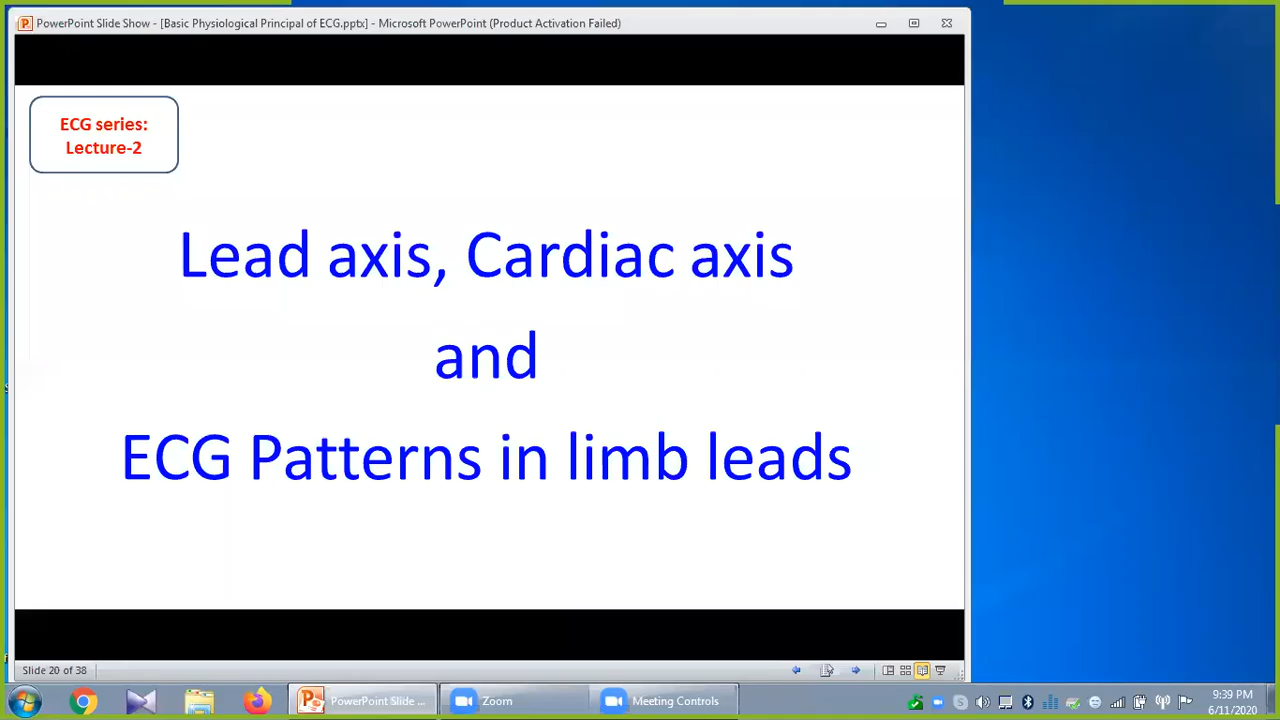 PowerPoint Slide Show - [Basic Physiological Principal of ECG.pptx] - Microsoft PowerPoint (Product Activation Failed)
ECG series:
Lecture-2
Lead axis, Cardiac axis
and
ECG Patterns in limb leads
Slide 20 of 38
PowerPoint Slide ...
Zoom
Meeting Controls
9:39 PM
6/11/2020